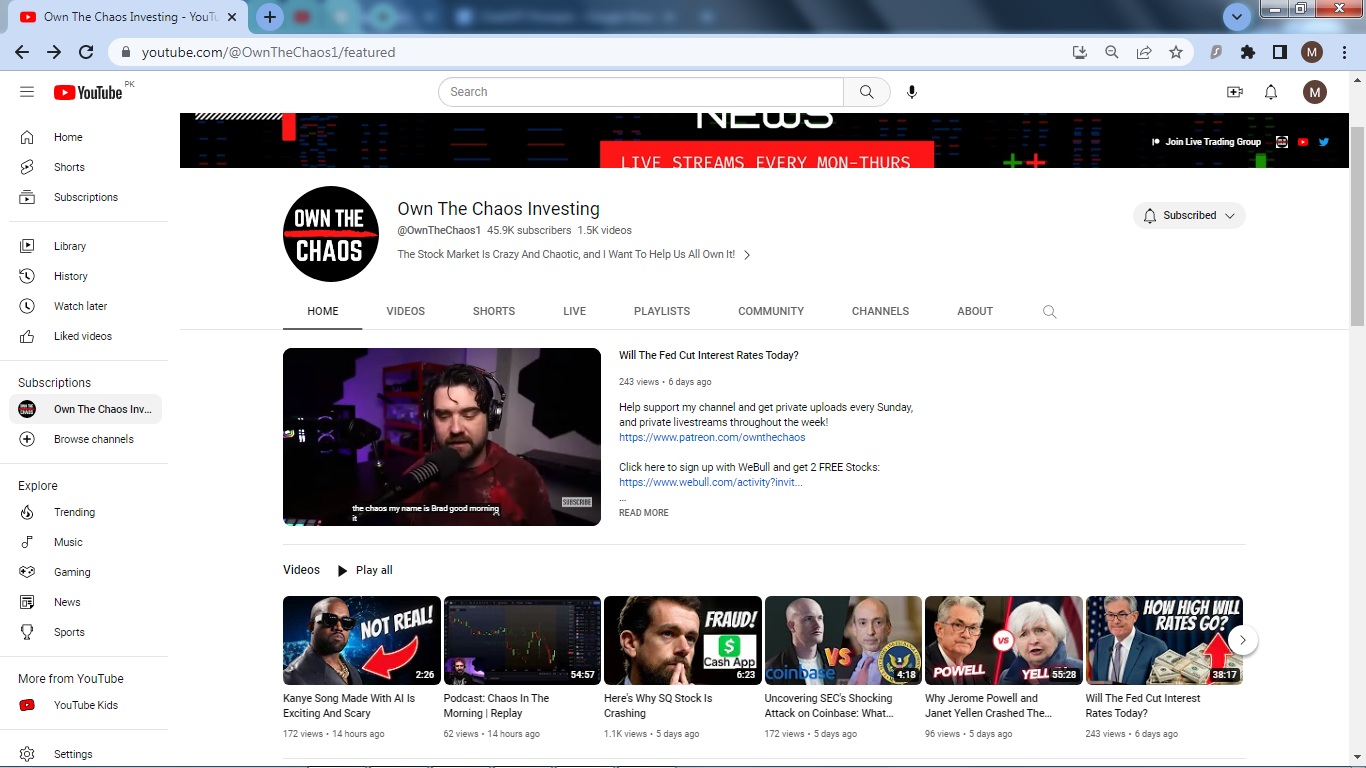 Own The Chaos Investing - YouTu
youtube.com/@OwnTheChaos1/featured
M
YouTube PK
Search
M
NEWS
LIVE STREAMS EVERY MON-THURS
Join Live Trading Group
Home
Shorts
Subscriptions
Library
History
Watch later
Liked videos
Subscriptions
Own The Chaos Inv...
Browse channels
Explore
Trending
Music
Gaming
News
Sports
More from YouTube
YouTube Kids
Settings
OWN THE
CHAOS
Own The Chaos Investing
@OwnTheChaos1 45.9K subscribers 1.5K videos
The Stock Market Is Crazy And Chaotic, and I Want To Help Us All Own It!
Subscribed
HOME VIDEOS SHORTS LIVE PLAYLISTS COMMUNITY CHANNELS ABOUT
SUBSCRIBE
the chaos my name is Brad good morning
it
Will The Fed Cut Interest Rates Today?
243 views • 6 days ago
Help support my channel and get private uploads every Sunday,
and private livestreams throughout the week!
https://www.patreon.com/ownthechaos
Click here to sign up with WeBull and get 2 FREE Stocks:
https://www.webull.com/activity?invit...
...
READ MORE
Videos Play all
NOT REAL!
2:26
Kanye Song Made With AI Is
Exciting And Scary
172 views • 14 hours ago
54:57
Podcast: Chaos In The
Morning | Replay
62 views • 14 hours ago
FRAUD!
Cash App
6:23
Here's Why SQ Stock Is
Crashing
1.1K views • 5 days ago
coinbase VS
4:18
Uncovering SEC's Shocking
Attack on Coinbase: What...
172 views • 5 days ago
VS
POWELL YELL
55:28
Why Jerome Powell and
Janet Yellen Crashed The...
96 views • 5 days ago
HOW HIGH WILL
RATES GO?
38:17
Will The Fed Cut Interest
Rates Today?
243 views • 6 days ago